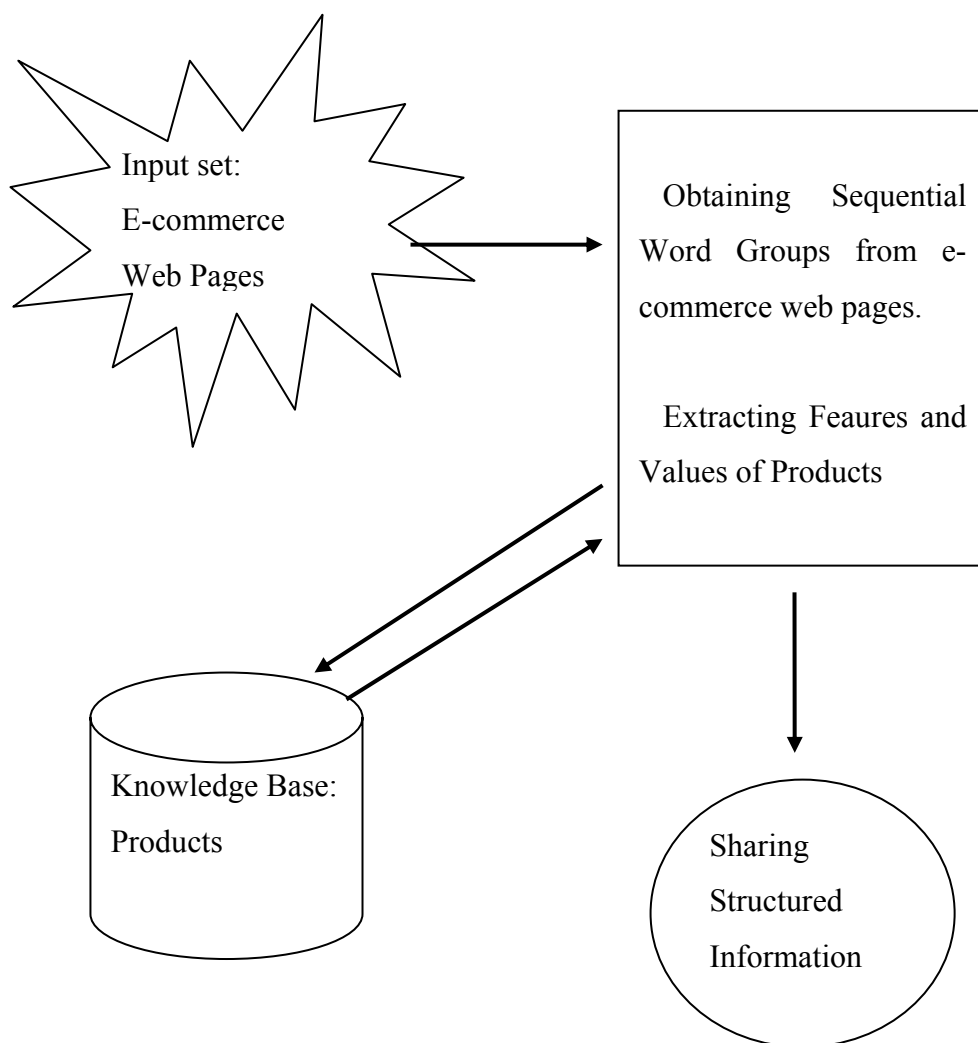 Input set:
E-commerce
Web Pages
Obtaining Sequential
Word Groups from e-
commerce web pages.
Extracting Feaures and
Values of Products
Knowledge Base:
Products
Sharing
Structured
Information